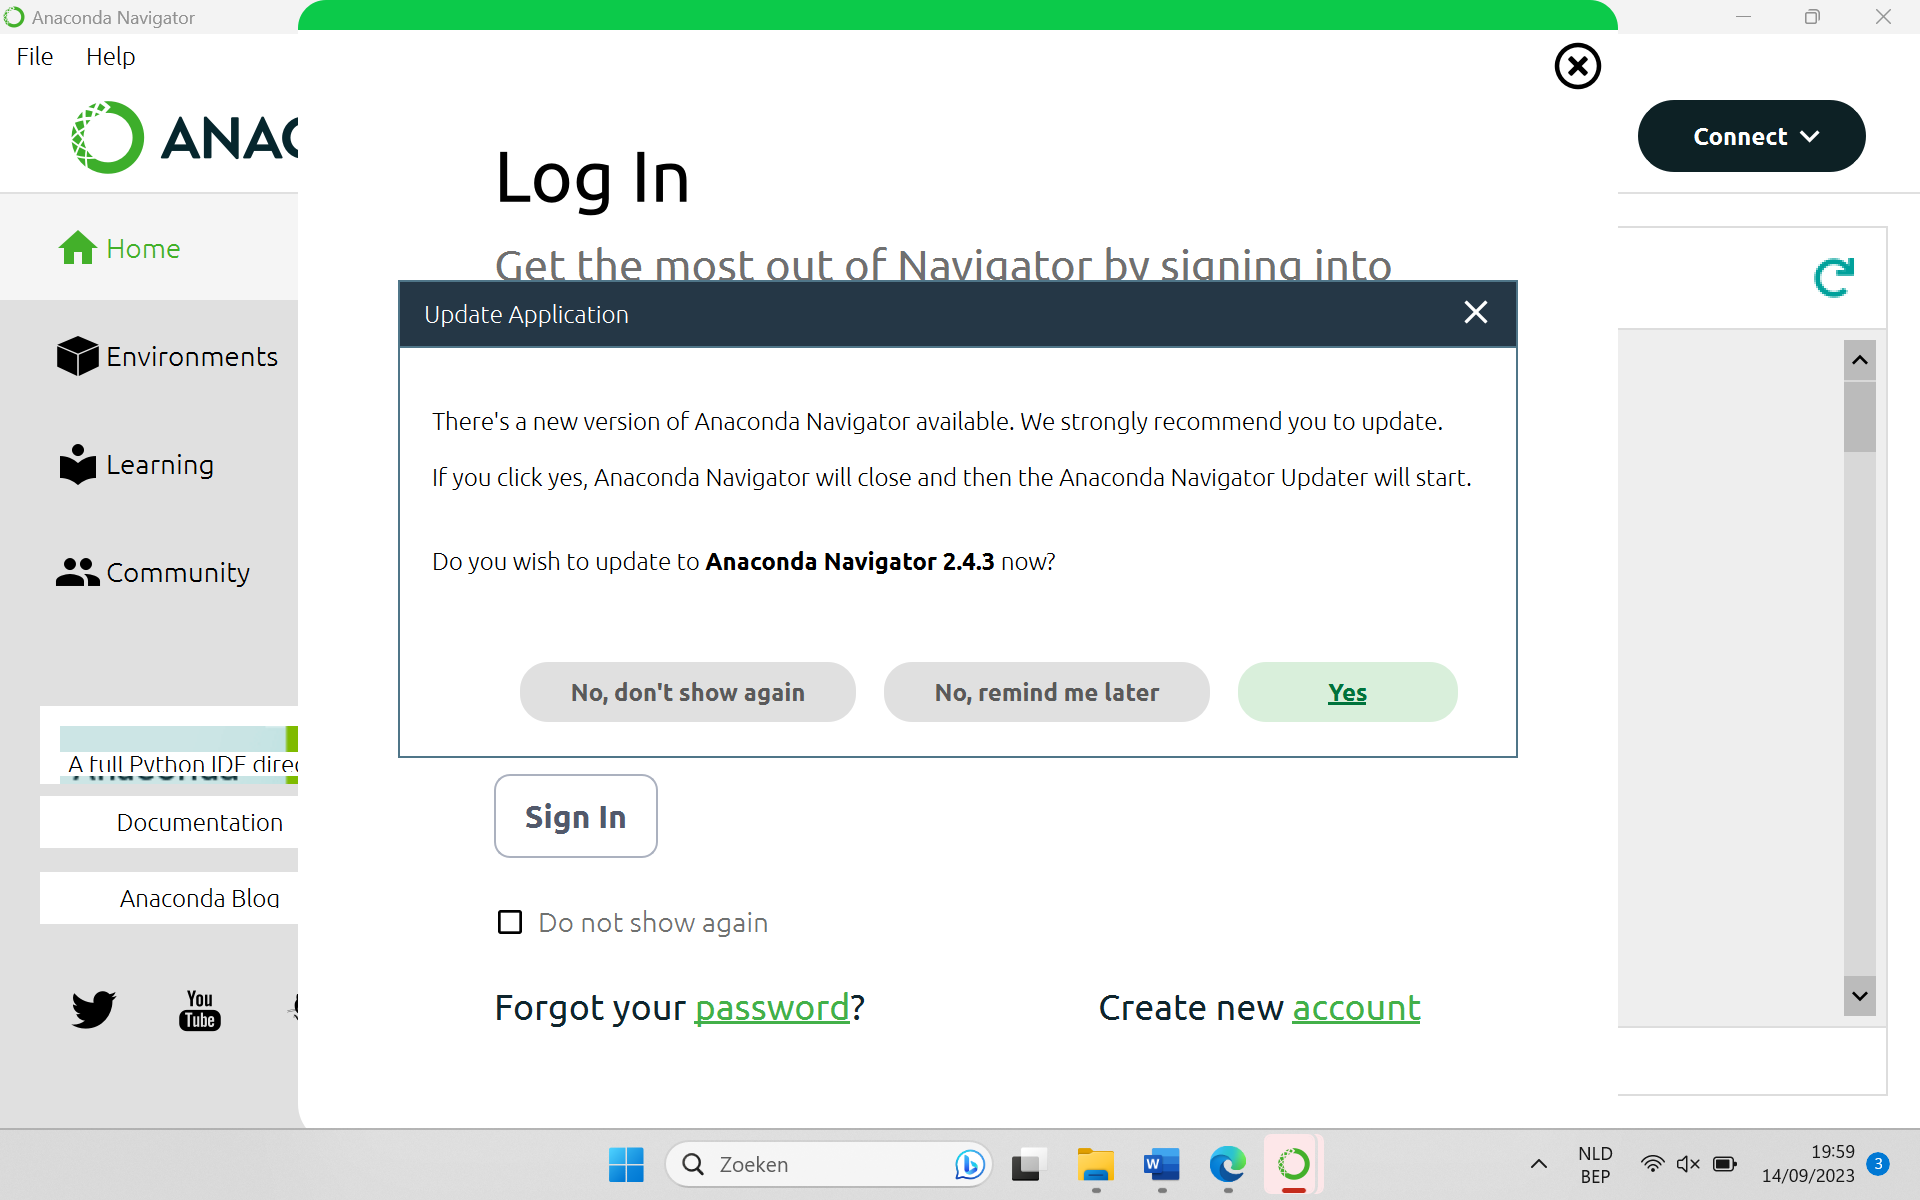 Anaconda Navigator
File Help
ANAC
Connect
Log In
Get the most out of Navigator by signing into
Home
Environments
Learning
Community
Update Application
There's a new version of Anaconda Navigator available. We strongly recommend you to update.
If you click yes, Anaconda Navigator will close and then the Anaconda Navigator Updater will start.
Do you wish to update to Anaconda Navigator 2.4.3 now?
No, don't show again
No, remind me later
Yes
A full Python IDE direc
Anaconda
Documentation
Anaconda Blog
Sign In
Do not show again
Forgot your password?
Create new account
You
Tube
Zoeken
W
NLD
BEP
19:59
14/09/2023
3